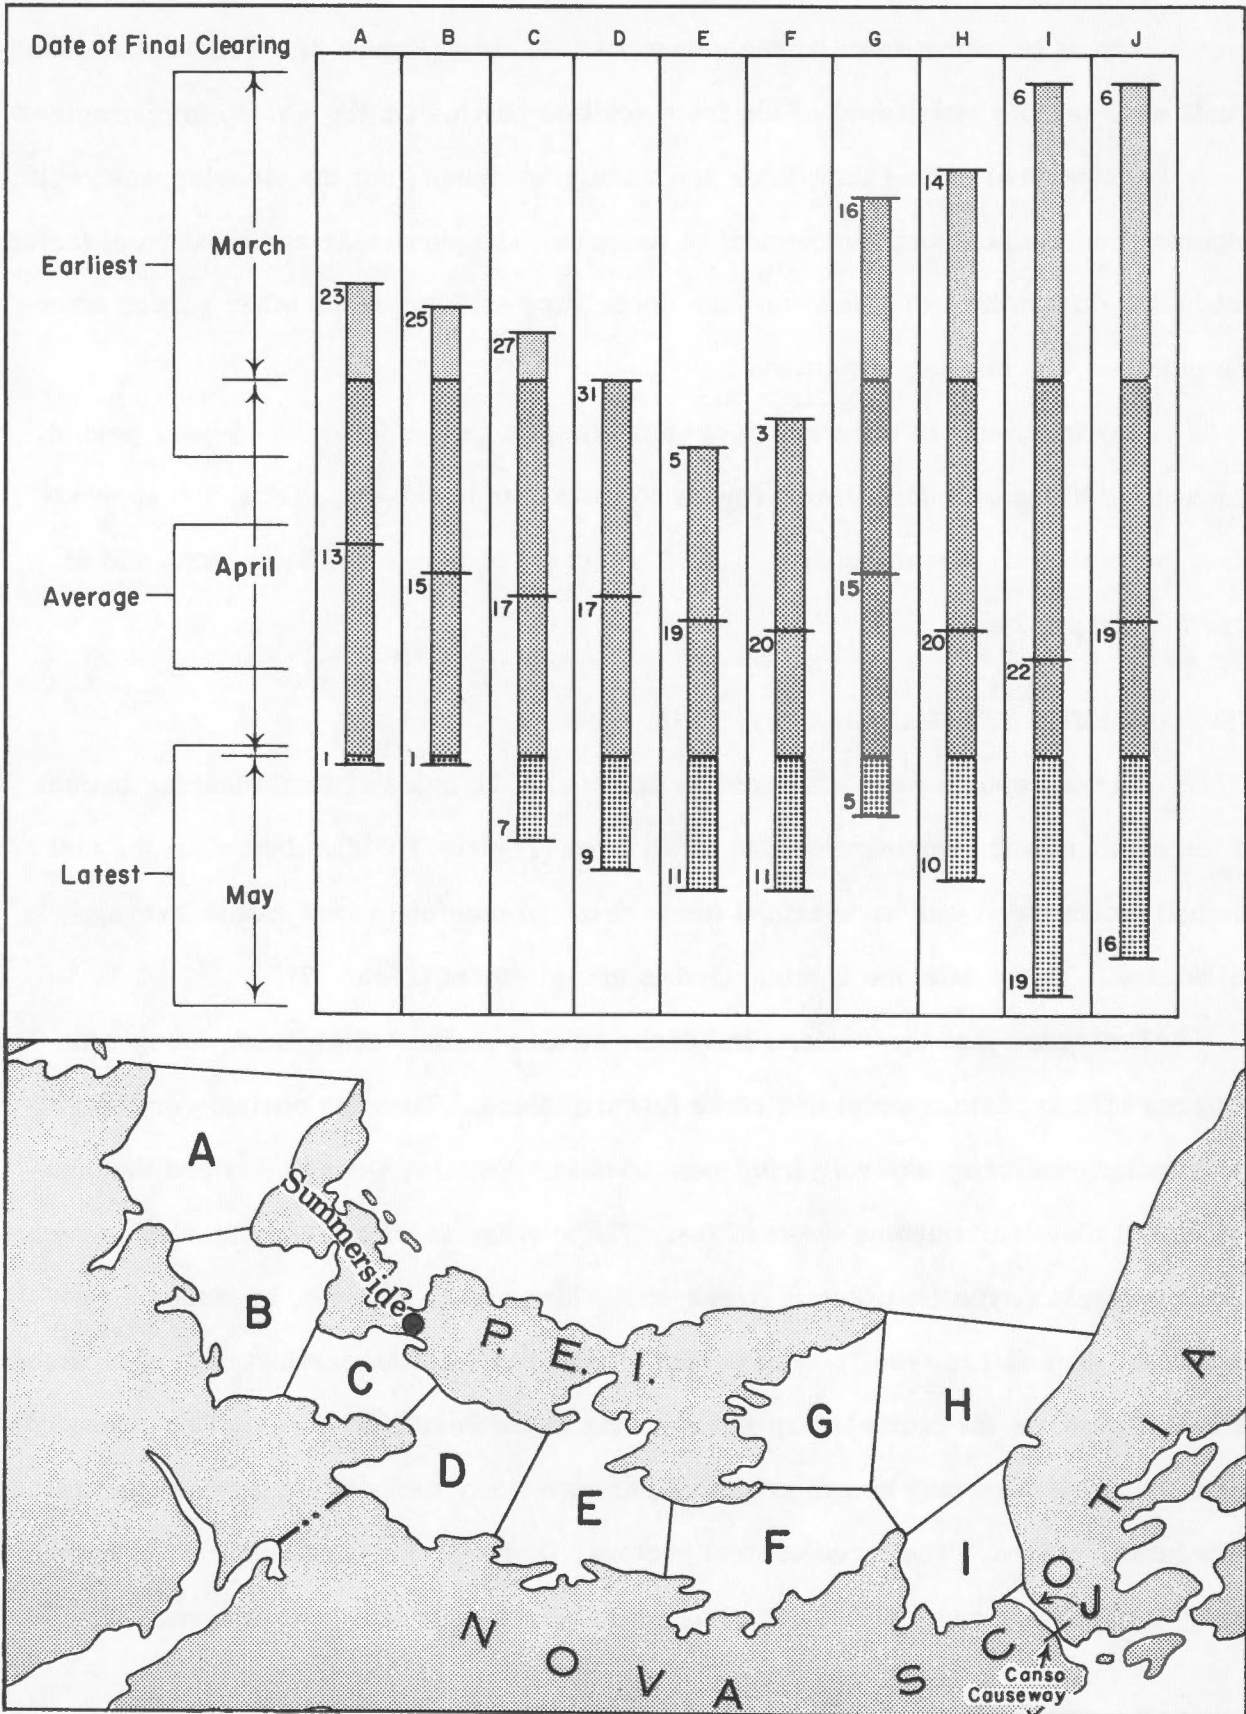 Date of Final Clearing A B C D E F G H I J
6 6
14
16
March
Earliest
23
25
27
31
3
5
13
April
15 15
Average
17 17
19 20 20 19
22
1 1
5
7
Latest
9
May
11 11 10
16
19
A
Summerside
B
P. E. I.
C
G
H
D
E
F
I
J
NOVA SCOTIA
Canso
Causeway